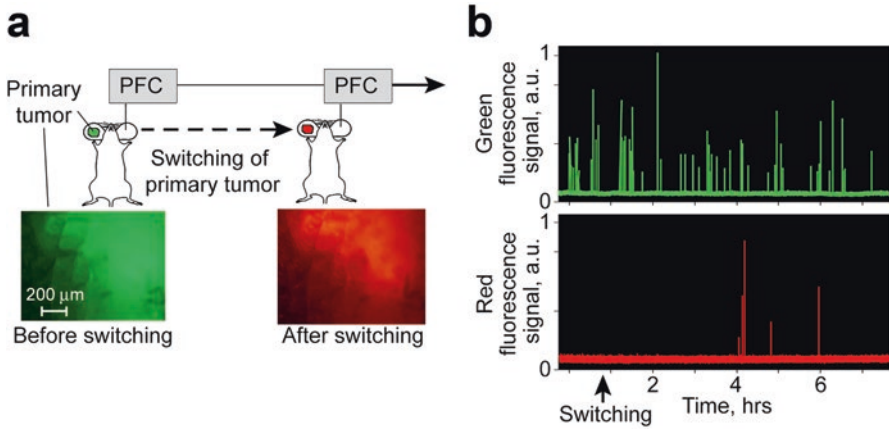 a
PFC
PFC
Primary
tumor
Switching of
primary tumor
200 µm
Before switching
After switching
b
Green
fluorescence
signal, a.u.
1
0
Red
fluorescence
signal, a.u.
1
0
2
4
6
Switching
Time, hrs